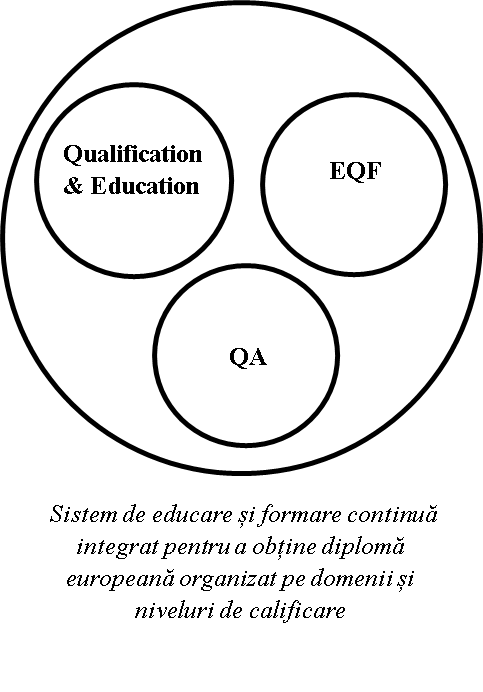 Qualification
& Education
EQF
QA
Sistem de educare și formare continuă
integrat pentru a obține diplomă
europeană organizat pe domenii și
niveluri de calificare